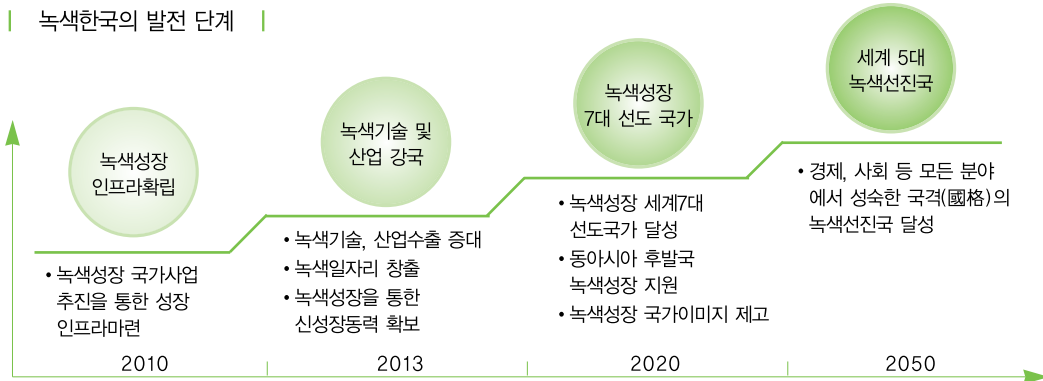 녹색한국의 발전 단계
녹색성장
인프라확립
• 녹색성장 국가사업
추진을 통한 성장
인프라마련
2010
녹색기술 및
산업 강국
• 녹색기술, 산업수출 증대
• 녹색일자리 창출
• 녹색성장을 통한
신성장동력 확보
2013
녹색성장
7대 선도 국가
• 녹색성장 세계7대
선도국가 달성
• 동아시아 후발국
녹색성장 지원
• 녹색성장 국가이미지 제고
2020
세계 5대
녹색선진국
• 경제, 사회 등 모든 분야
에서 성숙한 국격(國格)의
녹색선진국 달성
2050